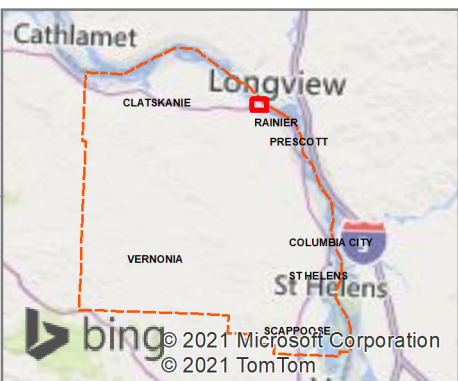 Cathlamet
Longview
CLATSKANIE
RAINIER
PRESCOTT
COLUMBIA CITY
5
ST HELENS
St Helens
VERNONIA
SCAPPOOSE
bing
© 2021 Microsoft Corporation
© 2021 TomTom